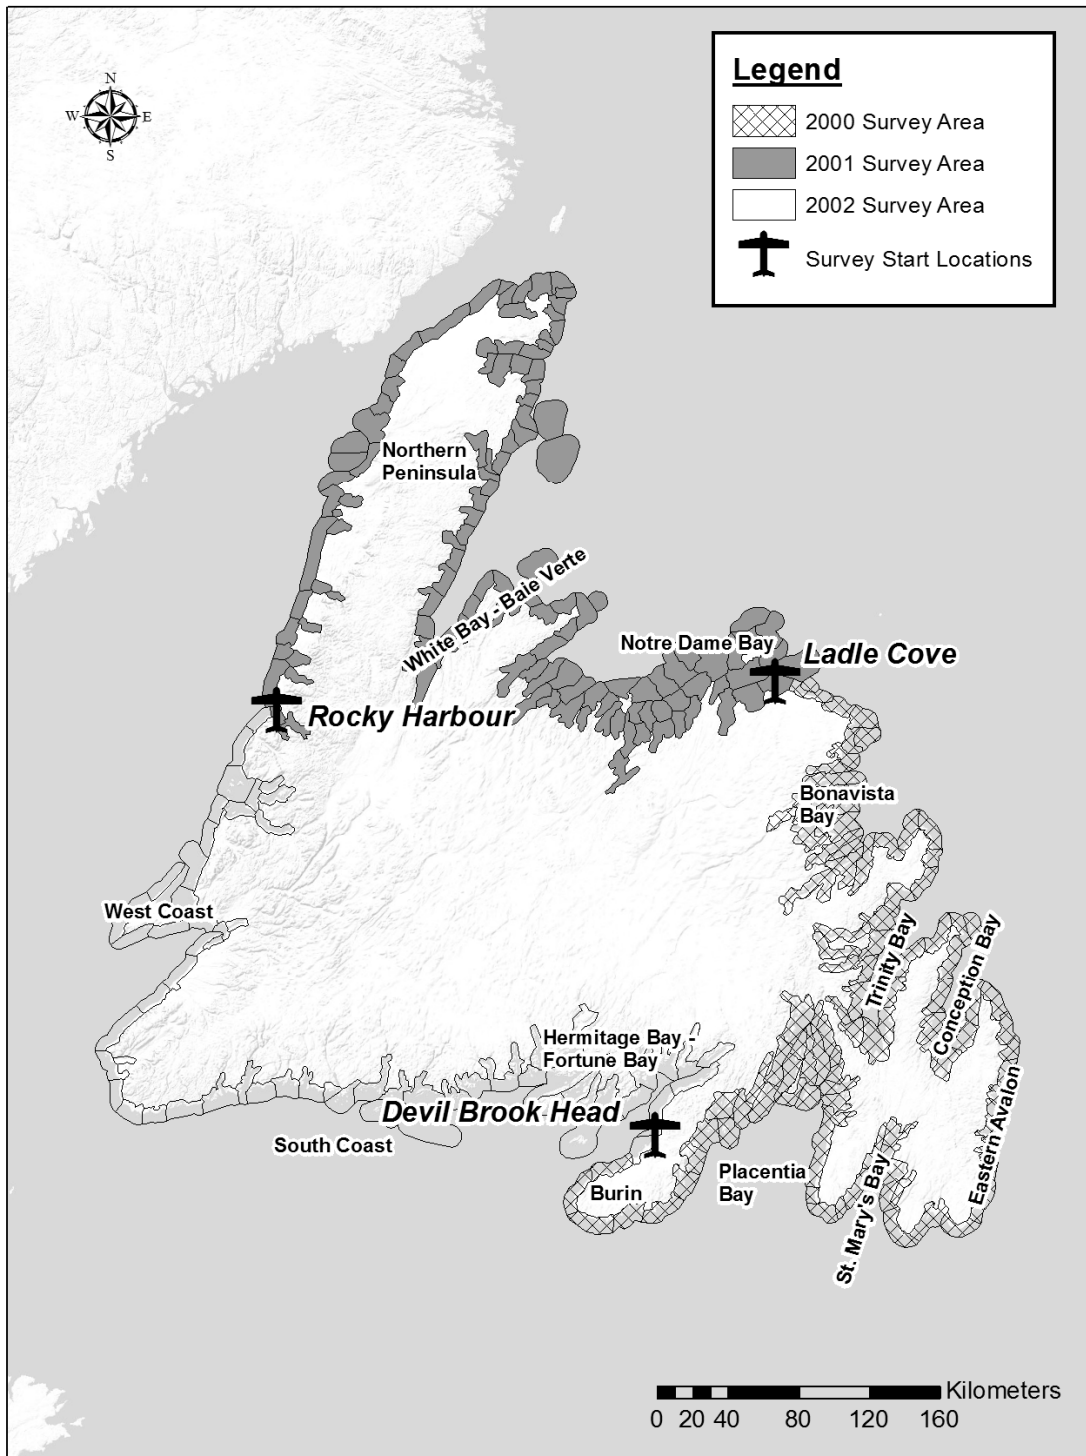 N
W E
S
Legend
2000 Survey Area
2001 Survey Area
2002 Survey Area
Survey Start Locations
Northern
Peninsula
White Bay - Baie Verte
Notre Dame Bay
Ladle Cove
Rocky Harbour
Bonavista
Bay
West Coast
Trinity Bay
Conception Bay
Hermitage Bay -
Fortune Bay
Devil Brook Head
South Coast
Eastern Avalon
Placentia
Bay
Burin
St. Mary's Bay
Kilometers
0 20 40 80 120 160